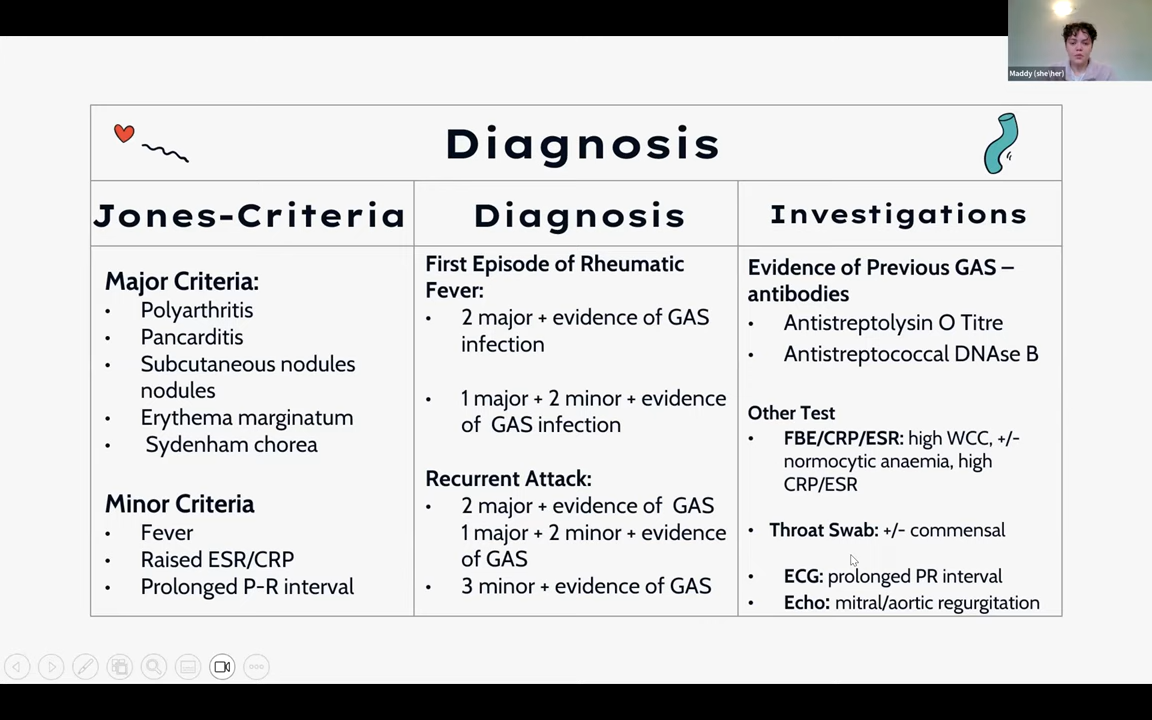 Maddy (she\her)
Diagnosis
Jones-Criteria
Diagnosis
Investigations
Major Criteria:
• Polyarthritis
• Pancarditis
• Subcutaneous nodules
nodules
• Erythema marginatum
• Sydenham chorea
Minor Criteria
• Fever
• Raised ESR/CRP
• Prolonged P-R interval
First Episode of Rheumatic
Fever:
• 2 major + evidence of GAS
infection
• 1 major + 2 minor + evidence
of GAS infection
Recurrent Attack:
• 2 major + evidence of GAS
1 major + 2 minor + evidence
of GAS
• 3 minor + evidence of GAS
Evidence of Previous GAS –
antibodies
• Antistreptolysin O Titre
• Antistreptococcal DNAse B
Other Test
• FBE/CRP/ESR: high WCC, +/-
normocytic anaemia, high
CRP/ESR
• Throat Swab: +/- commensal
• ECG: prolonged PR interval
• Echo: mitral/aortic regurgitation